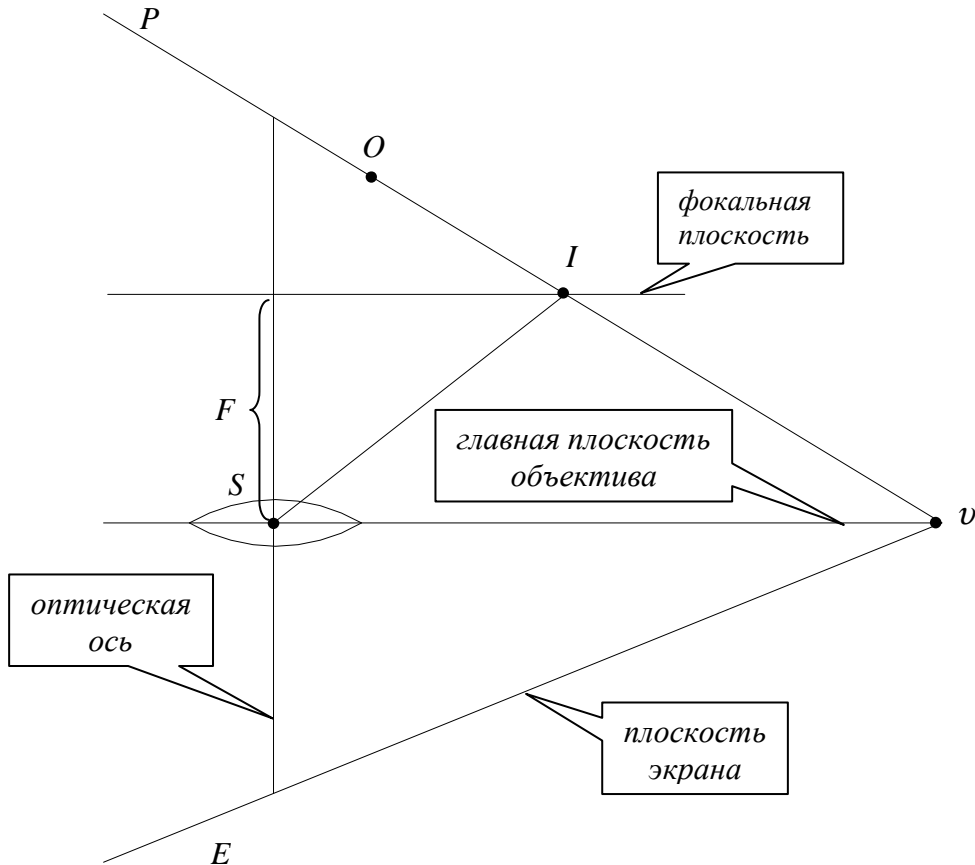 P
O
фокальная
плоскость
I
F
главная плоскость
объектива
S
υ
оптическая
ось
плоскость
экрана
E